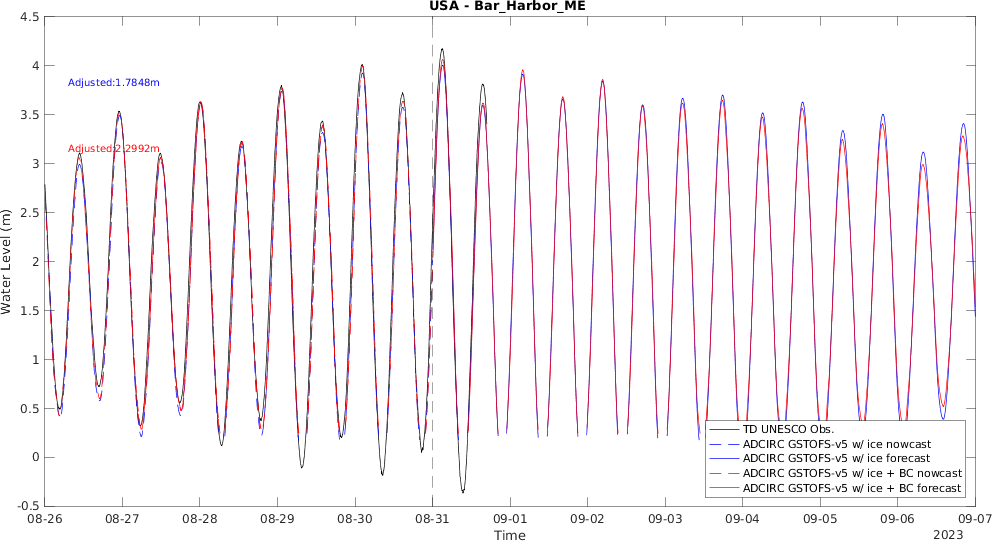 USA - Bar_Harbor_ME
4.5
4
3.5
3
2.5
2
1.5
1
0.5
0
-0.5
Water Level (m)
Adjusted:1.7848m
Adjusted:2.2992m
TD UNESCO Obs.
ADCIRC GSTOFS-v5 w/ ice nowcast
ADCIRC GSTOFS-v5 w/ ice forecast
ADCIRC GSTOFS-v5 w/ ice + BC nowcast
ADCIRC GSTOFS-v5 w/ ice + BC forecast
08-26 08-27 08-28 08-29 08-30 08-31 09-01 09-02 09-03 09-04 09-05 09-06 09-07
Time
2023